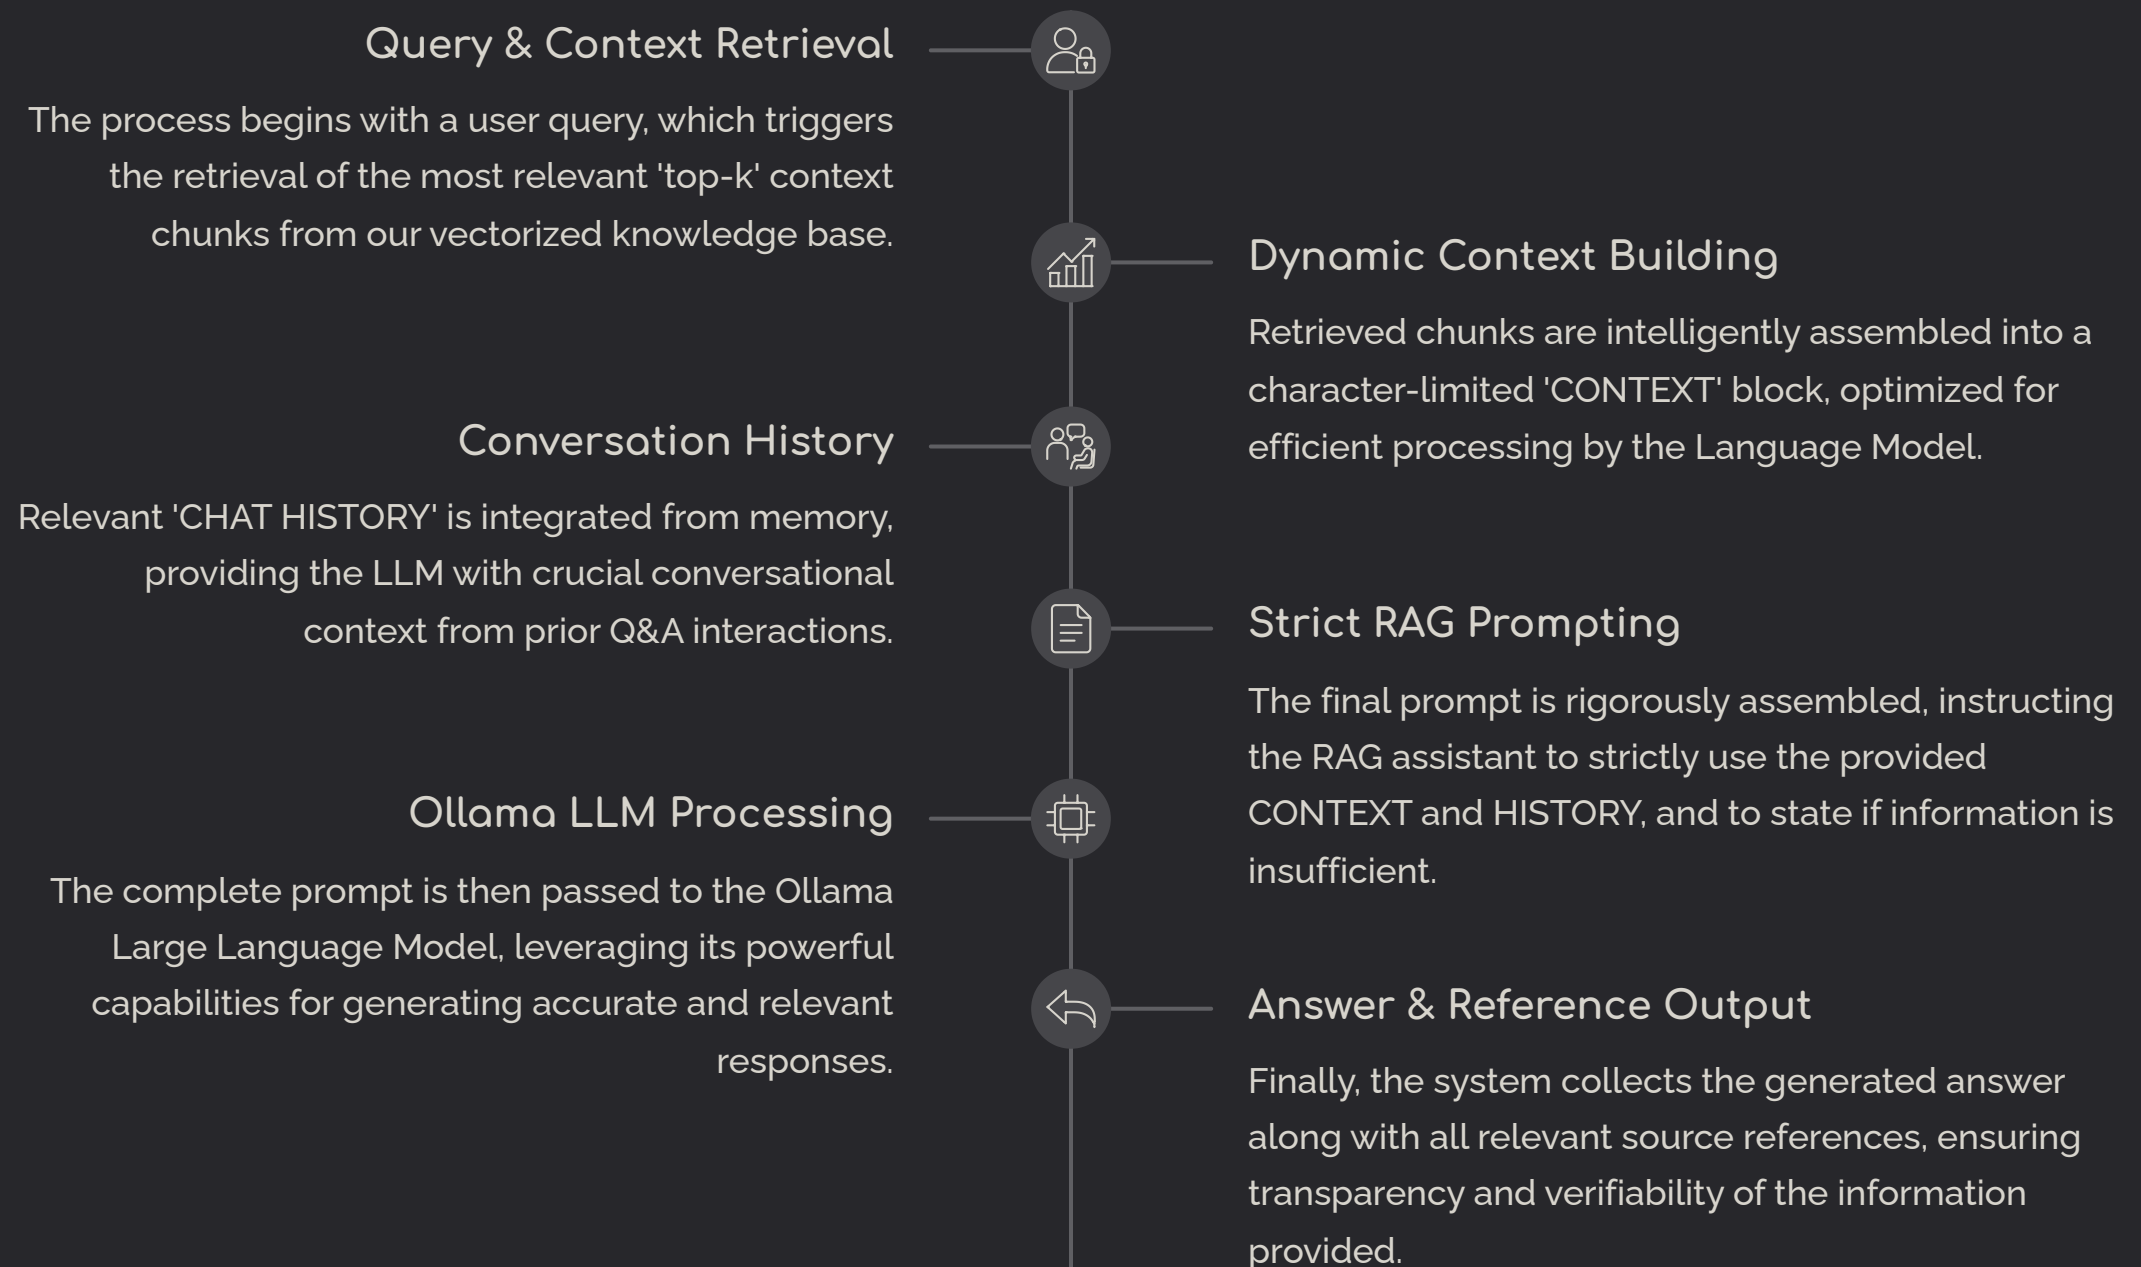 Query & Context Retrieval
The process begins with a user query, which triggers
the retrieval of the most relevant 'top-k' context
chunks from our vectorized knowledge base.
Dynamic Context Building
Retrieved chunks are intelligently assembled into a
character-limited 'CONTEXT' block, optimized for
efficient processing by the Language Model.
Conversation History
Relevant 'CHAT HISTORY' is integrated from memory,
providing the LLM with crucial conversational
context from prior Q&A interactions.
Strict RAG Prompting
The final prompt is rigorously assembled, instructing
the RAG assistant to strictly use the provided
CONTEXT and HISTORY, and to state if information is
insufficient.
Ollama LLM Processing
The complete prompt is then passed to the Ollama
Large Language Model, leveraging its powerful
capabilities for generating accurate and relevant
responses.
Answer & Reference Output
Finally, the system collects the generated answer
along with all relevant source references, ensuring
transparency and verifiability of the information
provided.